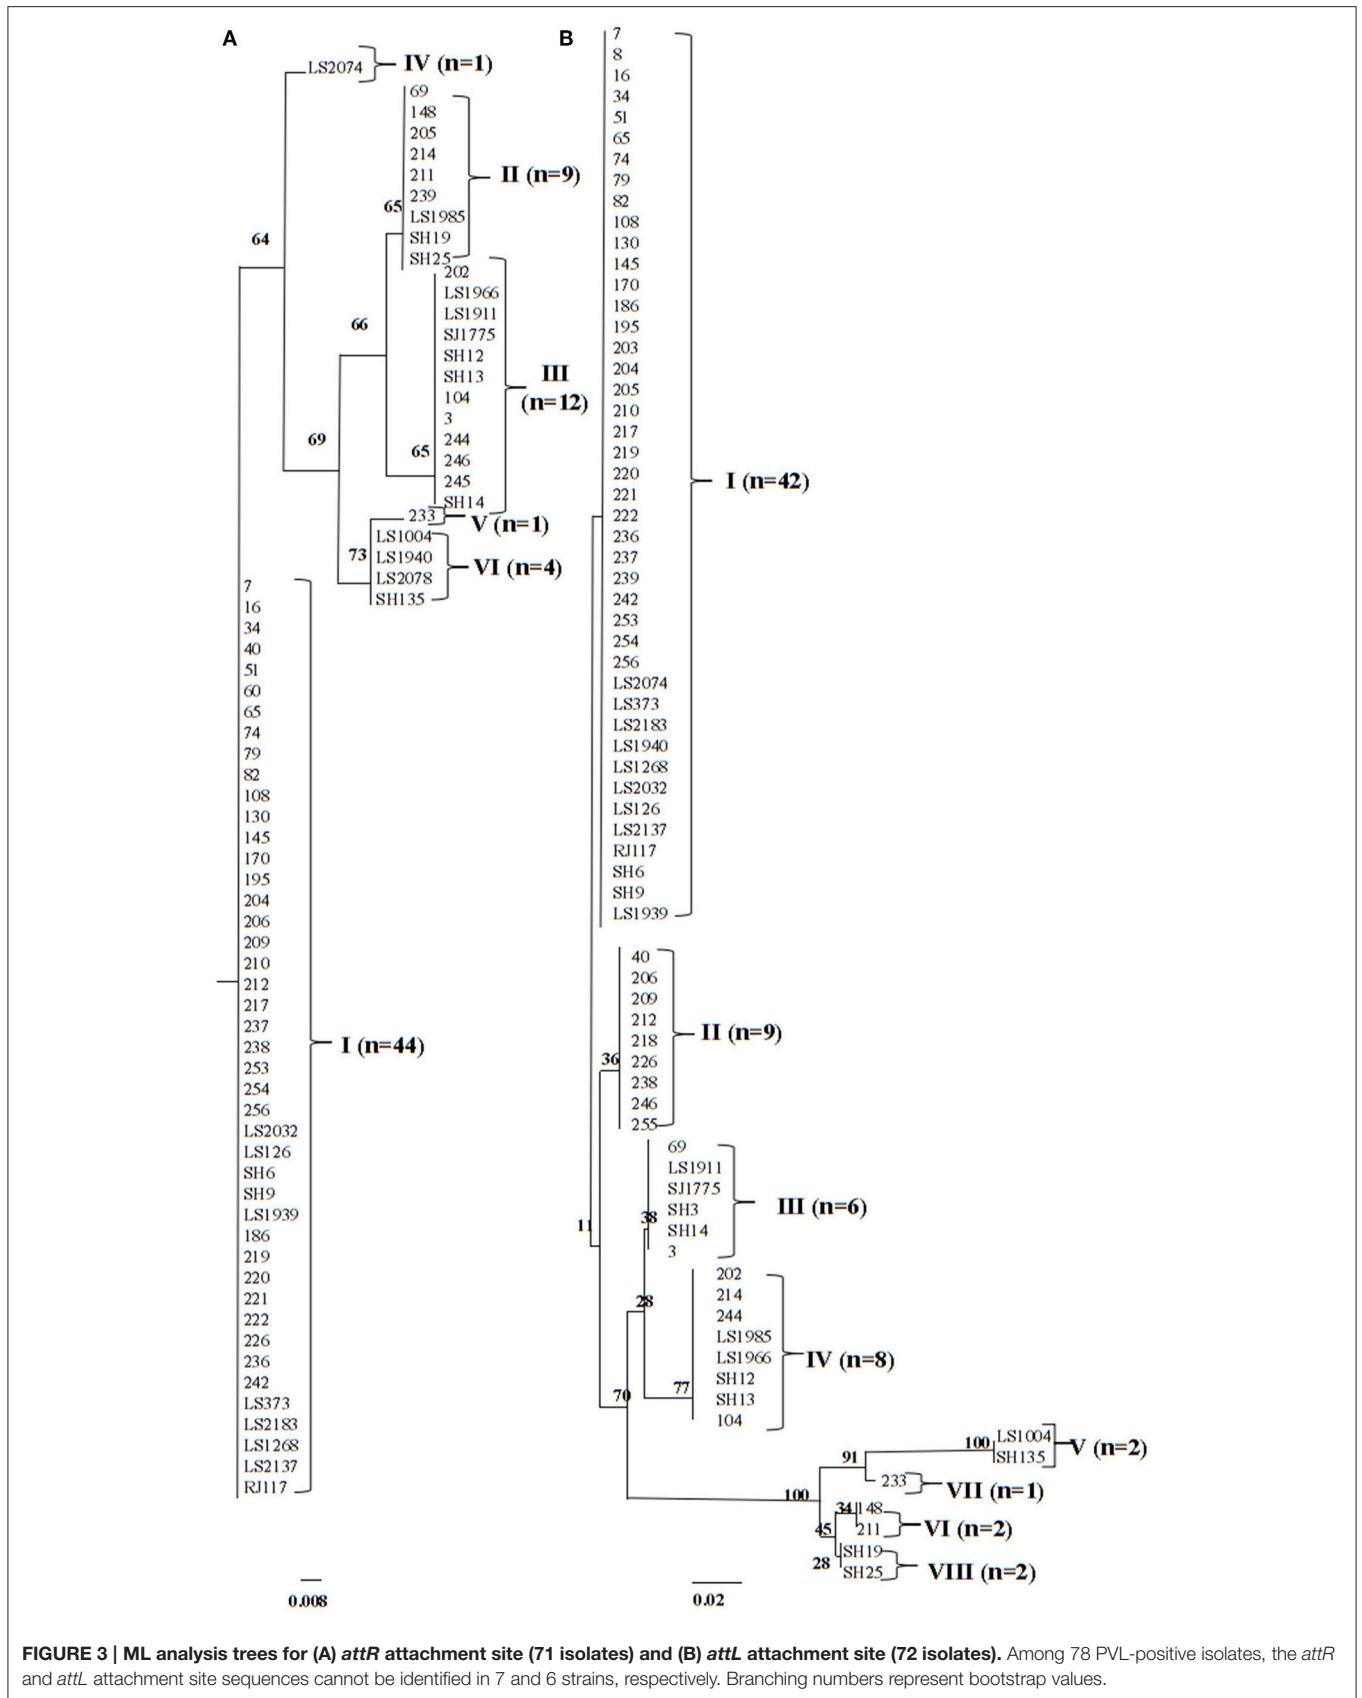 A
LS2074
IV (n=1)
69
148
205
214
211
239
LS1985
SH19
SH25
II (n=9)
65
64
202
LS1966
LS1911
SJ1775
SH12
SH13
104
3
244
246
245
SH14
III
(n=12)
66
65
69
233
V (n=1)
LS1004
LS1940
LS2078
SH135
VI (n=4)
73
7
16
34
40
51
60
65
74
79
82
108
130
145
170
195
204
206
209
210
212
217
237
238
253
254
256
LS2032
LS126
SH6
SH9
LS1939
186
219
220
221
222
226
236
242
LS373
LS2183
LS1268
LS2137
RJ117
I (n=44)
0.008
B
7
8
16
34
51
65
74
79
82
108
130
145
170
186
195
203
204
205
210
217
219
220
221
222
236
237
239
242
253
254
256
LS2074
LS373
LS2183
LS1940
LS1268
LS2032
LS126
LS2137
RJ117
SH6
SH9
LS1939
I (n=42)
40
206
209
212
218
226
238
246
255
II (n=9)
36
69
LS1911
SJ1775
SH3
SH14
3
III (n=6)
38
11
202
214
244
LS1985
LS1966
SH12
SH13
104
IV (n=8)
28
77
70
LS1004
SH135
V (n=2)
100
91
233
VII (n=1)
100
148
211
VI (n=2)
34
45
SH19
SH25
VIII (n=2)
28
0.02
FIGURE 3 | ML analysis trees for (A) attR attachment site (71 isolates) and (B) attL attachment site (72 isolates). Among 78 PVL-positive isolates, the attR
and attL attachment site sequences cannot be identified in 7 and 6 strains, respectively. Branching numbers represent bootstrap values.